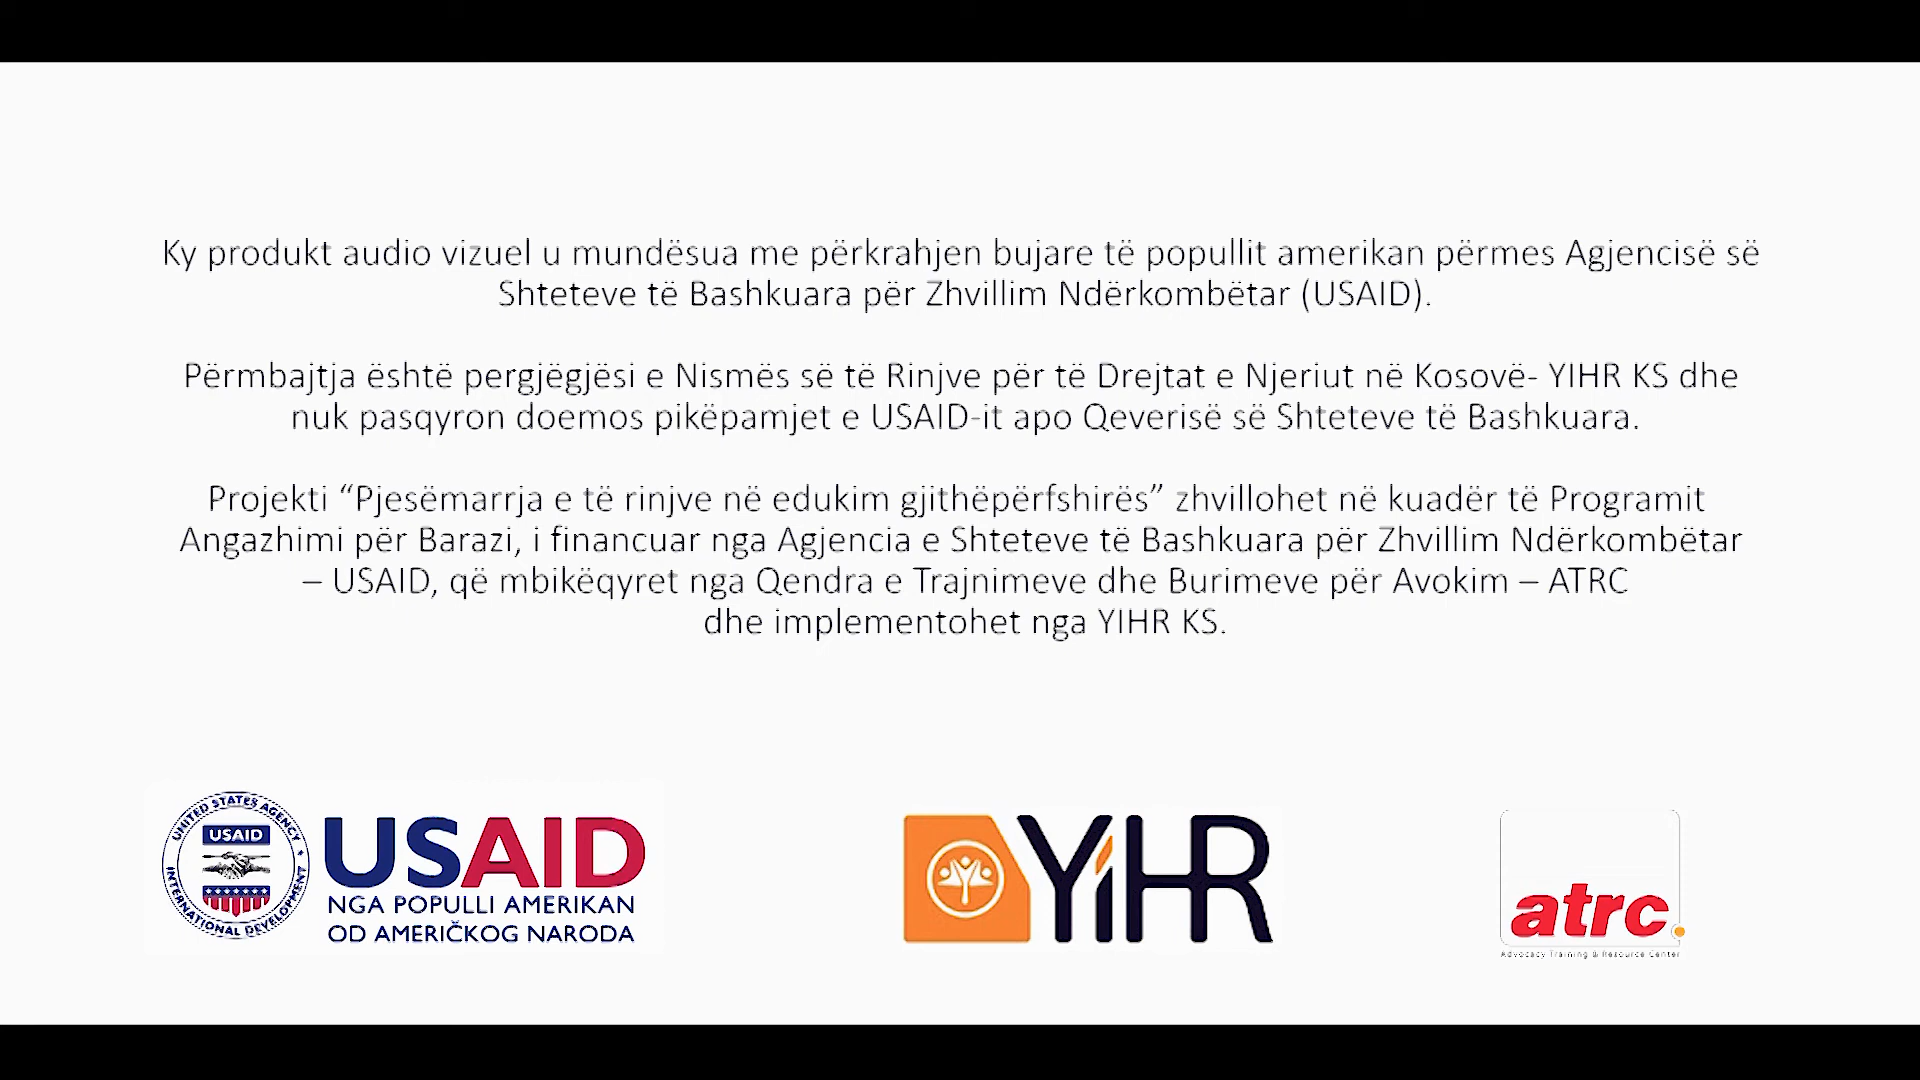 Ky produkt audio vizuel u mundësua me përkrahjen bujare të popullit amerikan përmes Agjencisë së
Shteteve të Bashkuara për Zhvillim Ndërkombëtar (USAID).
Përmbajtja është pergjëgjësi e Nismës së të Rinjve për të Drejtat e Njeriut në Kosovë- YIHR KS dhe
nuk pasqyron doemos pikëpamjet e USAID-it apo Qeverisë së Shteteve të Bashkuara.
Projekti “Pjesëmarrja e të rinjve në edukim gjithëpërfshirës” zhvillohet në kuadër të Programit
Angazhimi për Barazi, i financuar nga Agjencia e Shteteve të Bashkuara për Zhvillim Ndërkombëtar
– USAID, që mbikëqyret nga Qendra e Trajnimeve dhe Burimeve për Avokim – ATRC
dhe implementohet nga YIHR KS.
UNITED STATES AGENCY
USAID
INTERNATIONAL DEVELOPMENT
USAID
NGA POPULLI AMERIKAN
OD AMERIČKOG NARODA
YIHR
atrc.
Advocacy Training & Resource Center